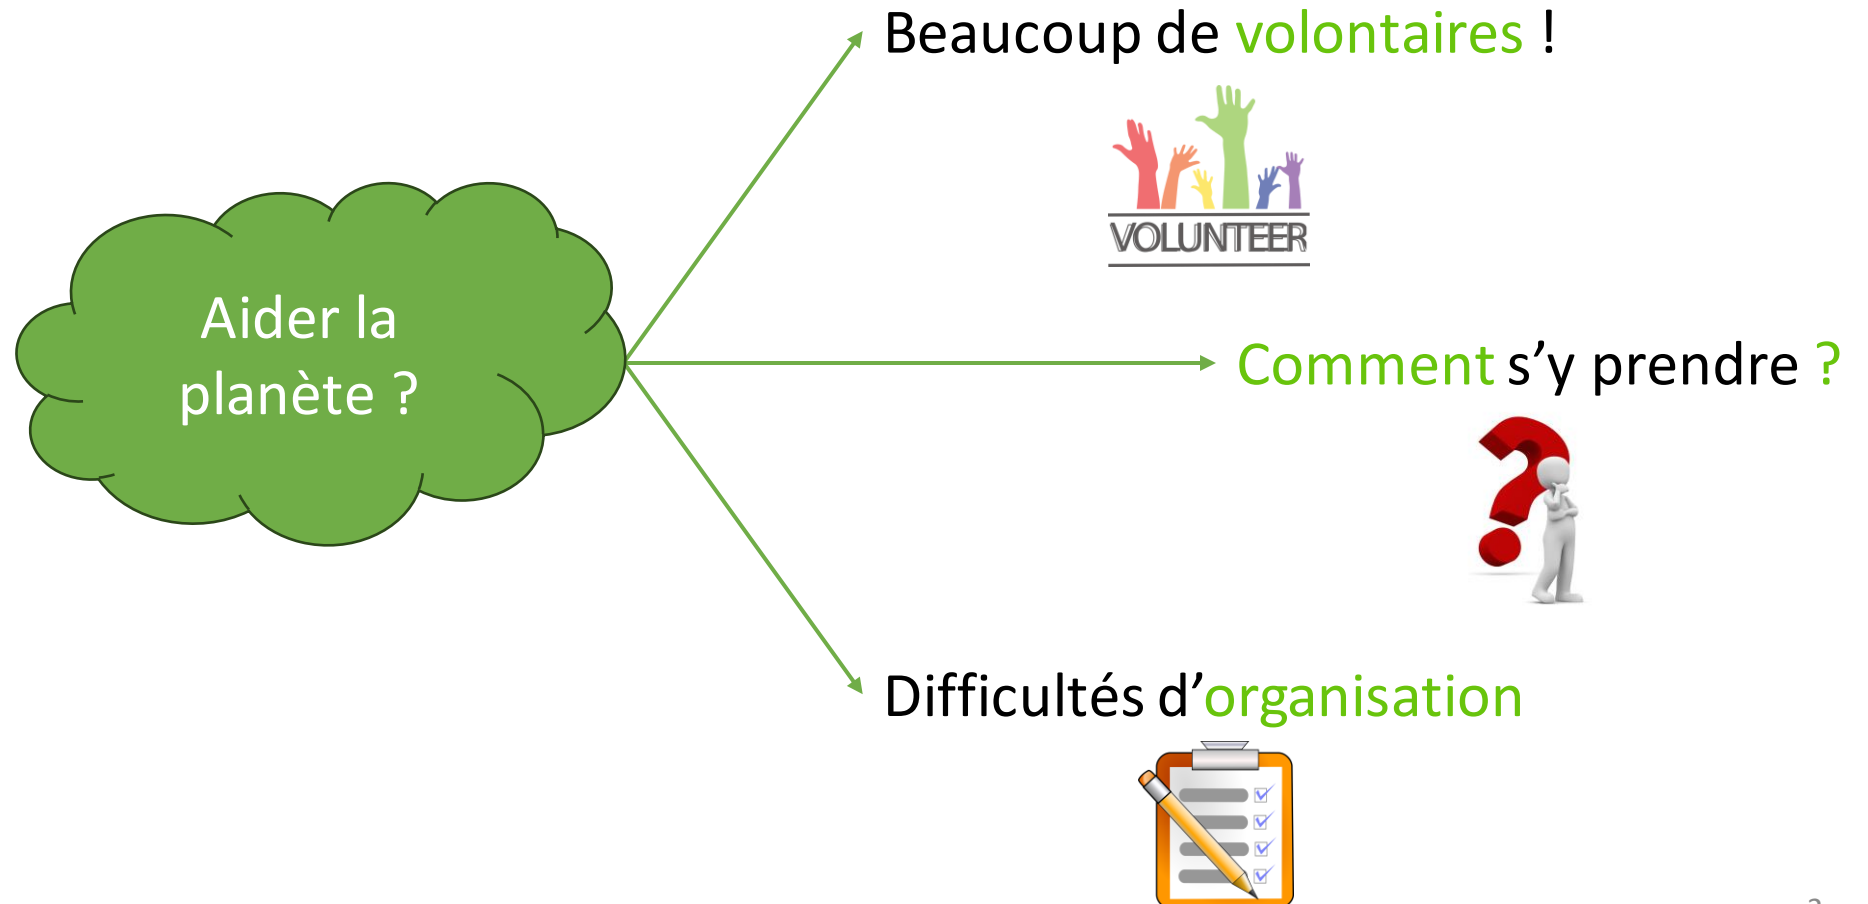 Beaucoup de volontaires !
VOLUNTEER
Aider la
planète ?
Comment s’y prendre ?
Difficultés d’organisation